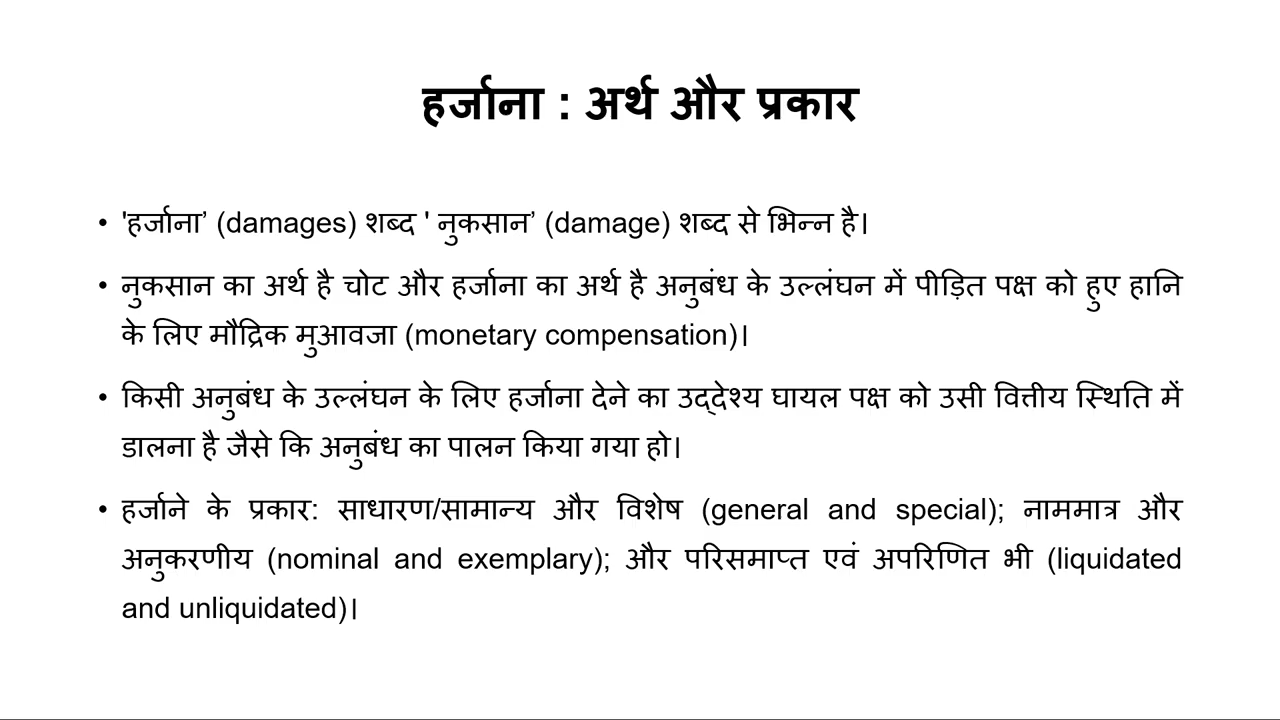 हर्जाना : अर्थ और प्रकार
• 'हर्जाना’ (damages) शब्द ' नुकसान’ (damage) शब्द से भिन्न है।
• नुकसान का अर्थ है चोट और हर्जाना का अर्थ है अनुबंध के उल्लंघन में पीड़ित पक्ष को हुए हानि
के लिए मौद्रिक मुआवजा (monetary compensation)।
• किसी अनुबंध के उल्लंघन के लिए हर्जाना देने का उद्देश्य घायल पक्ष को उसी वित्तीय स्थिति में
डालना है जैसे कि अनुबंध का पालन किया गया हो।
• हर्जाने के प्रकार: साधारण/सामान्य और विशेष (general and special); नाममात्र और
अनुकरणीय (nominal and exemplary); और परिसमाप्त एवं अपरिणित भी (liquidated
and unliquidated)।